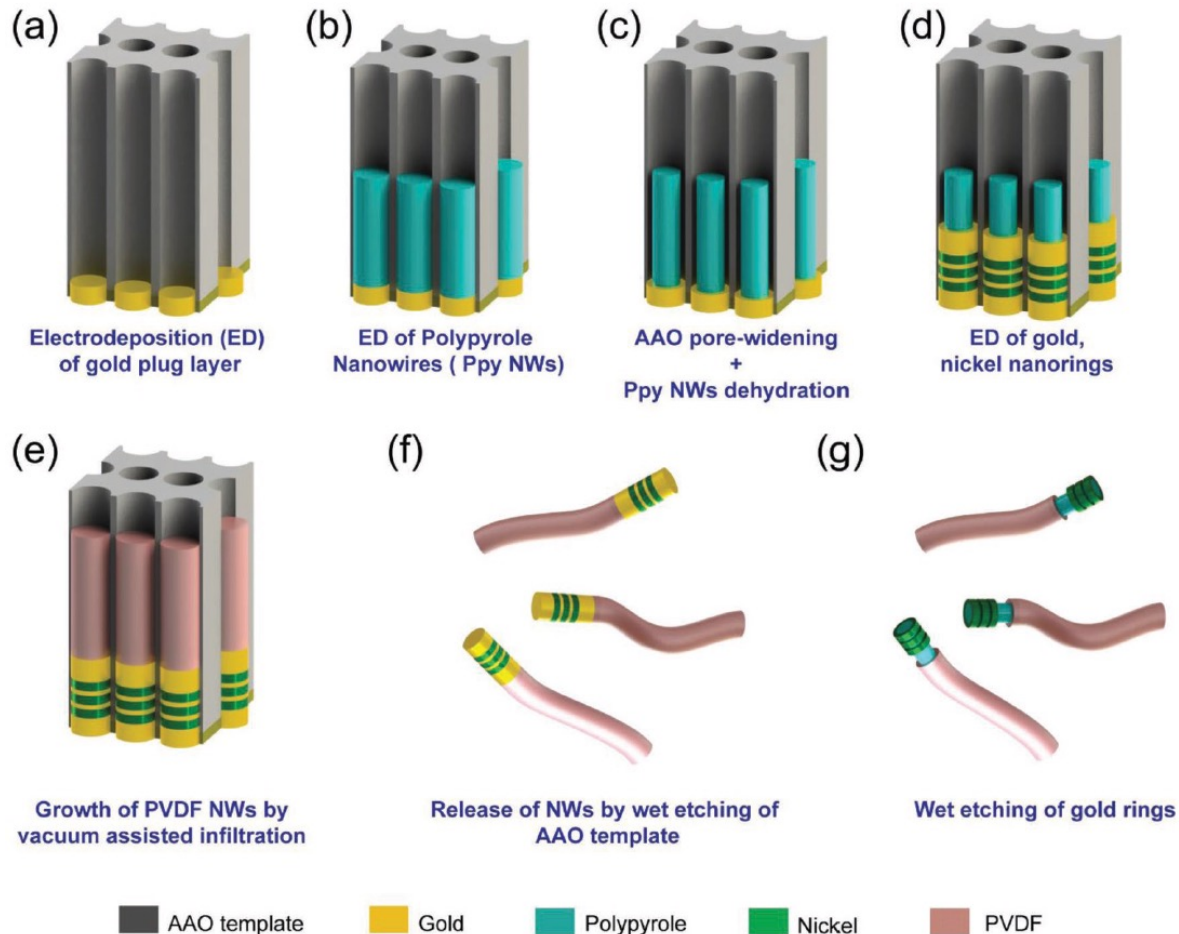 (a)
(b)
(c)
(d)
Electrodeposition (ED)
of gold plug layer
ED of Polypyrole
Nanowires ( Ppy NWs)
AAO pore-widening
+
Ppy NWs dehydration
ED of gold,
nickel nanorings
(e)
(f)
(g)
Growth of PVDF NWs by
vacuum assisted infiltration
Release of NWs by wet etching of
AAO template
Wet etching of gold rings
AAO template
Gold
Polypyrole
Nickel
PVDF